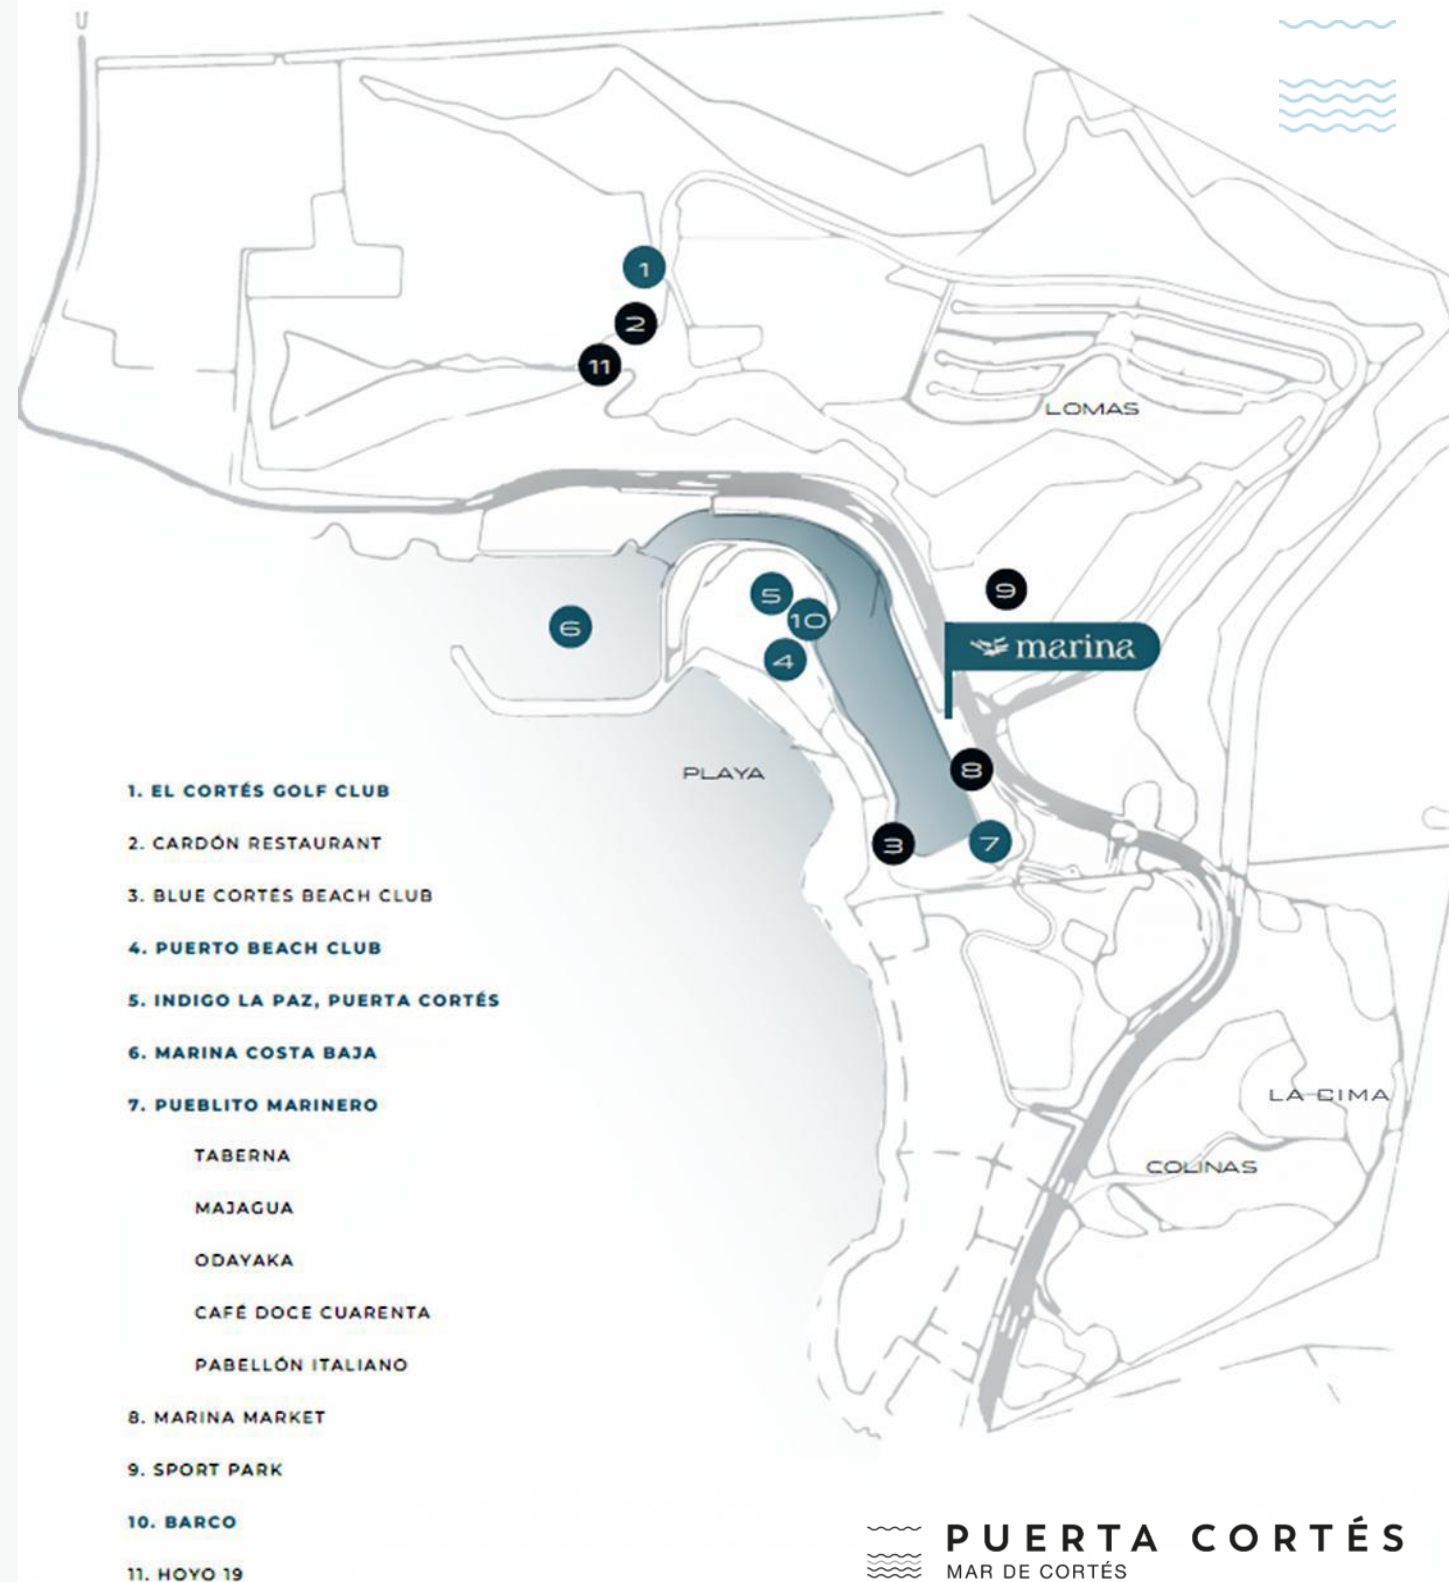 U
1
2
11
LOMAS
9
5
10
6
4
marina
PLAYA
8
3
7
LA CIMA
COLINAS
1. EL CORTÉS GOLF CLUB
2. CARDÓN RESTAURANT
3. BLUE CORTÉS BEACH CLUB
4. PUERTO BEACH CLUB
5. INDIGO LA PAZ, PUERTA CORTÉS
6. MARINA COSTA BAJA
7. PUEBLITO MARINERO
TABERNA
MAJAGUA
ODAYAKA
CAFÉ DOCE CUARENTA
PABELLÓN ITALIANO
8. MARINA MARKET
9. SPORT PARK
10. BARCO
11. HOYO 19
PUERTA CORTÉS
MAR DE CORTÉS